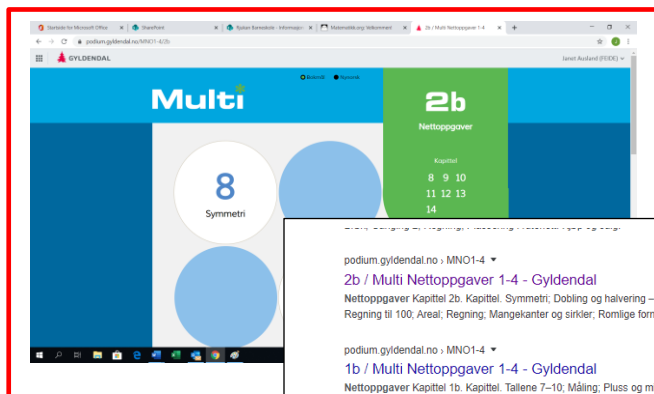 Startside for Microsoft Office
SharePoint
Matematikk.org: Velkommen!
2b / Multi Nettoppgaver 1-4
podium.gyldendal.no/MNO1-4/2b
GYLDENDAL
Janet Ausland (FEIDE)
Bokmål
Nynorsk
Multi
2b
Nettoppgaver
Kapittel
8 9 10
11 12 13
14
8
Symmetri
podium.gyldendal.no › MNO1-4
2b / Multi Nettoppgaver 1-4 - Gyldendal
Nettoppgaver Kapittel 2b. Kapittel. Symmetri; Dobling og halvering –
Regning til 100; Areal; Regning; Mangekanter og sirkler; Romlige
podium.gyldendal.no › MNO1-4
1b / Multi Nettoppgaver 1-4 - Gyldendal
Nettoppgaver Kapittel 1b. Kapittel. Tallene 7–10; Måling; Pluss og